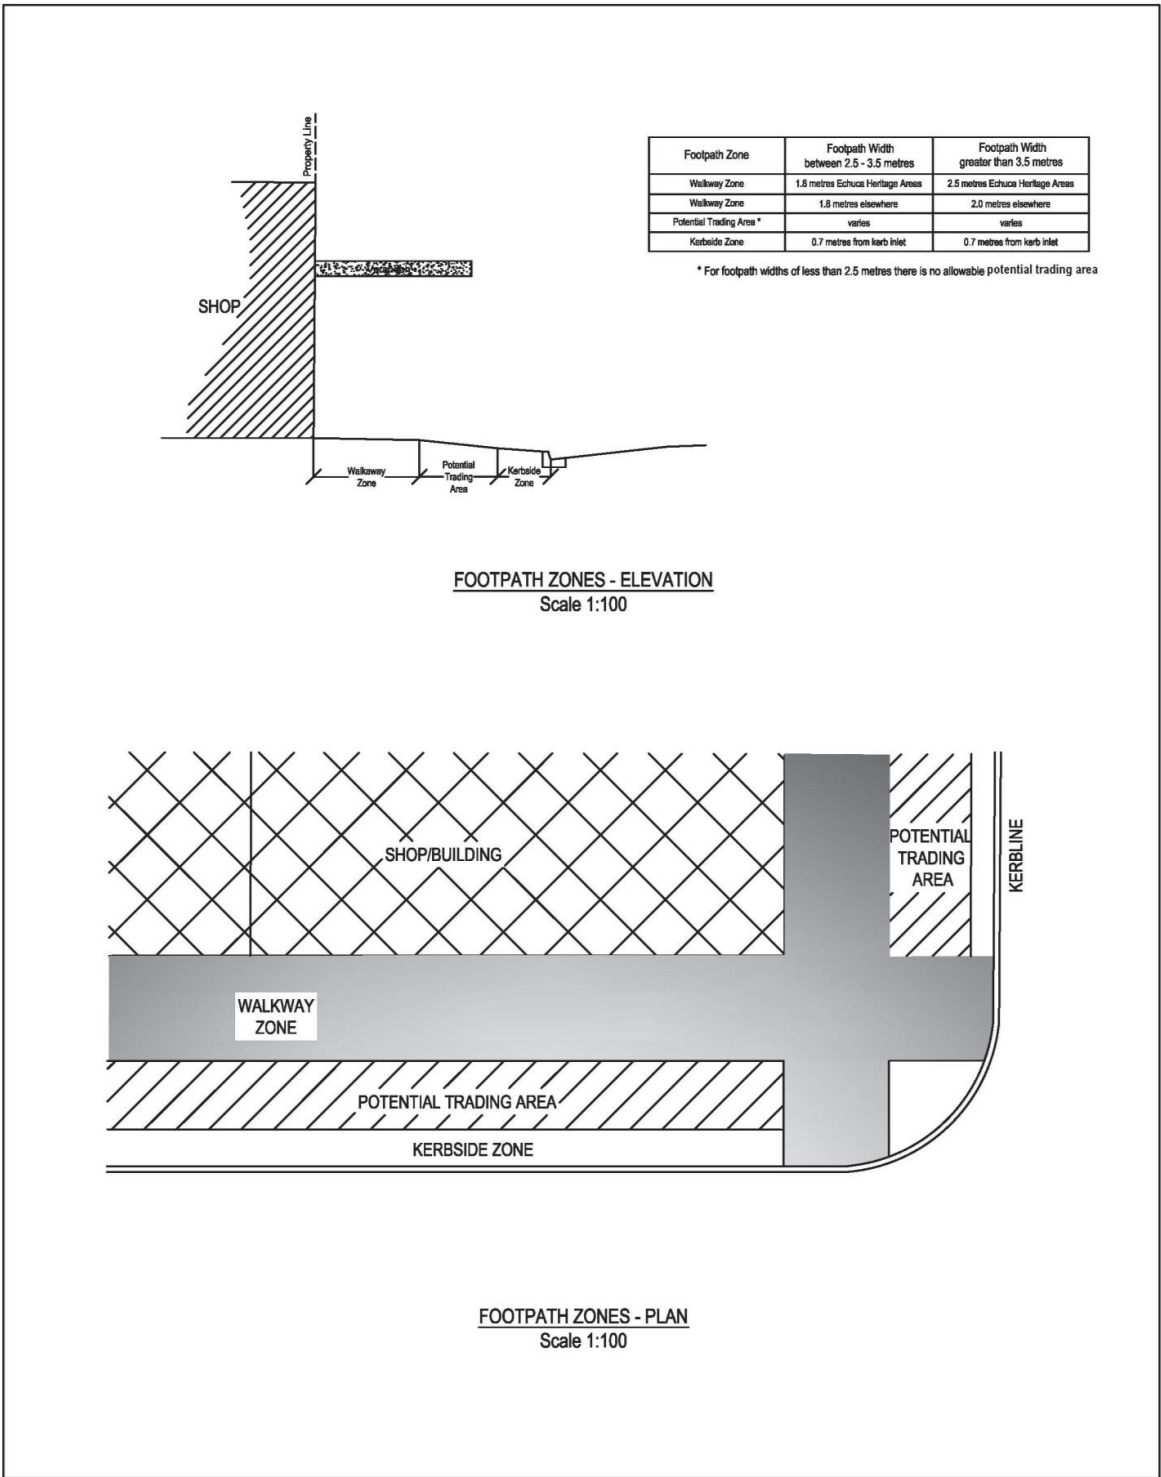 Property Line
Footpath Zone
Footpath Width
between 2.5 - 3.5 metres
Footpath Width
greater than 3.5 metres
Walkway Zone
1.8 metres Echuca Heritage Areas
2.5 metres Echuca Heritage Areas
Walkway Zone
1.8 metres elsewhere
2.0 metres elsewhere
Potential Trading Area *
varies
varies
Kerbside Zone
0.7 metres from kerb inlet
0.7 metres from kerb inlet
* For footpath widths of less than 2.5 metres there is no allowable potential trading area
SHOP
Walkaway
Zone
Potential
Trading
Area
Kerbside
Zone
FOOTPATH ZONES - ELEVATION
Scale 1:100
SHOP/BUILDING
POTENTIAL
TRADING
AREA
KERBLINE
WALKWAY
ZONE
POTENTIAL TRADING AREA
KERBSIDE ZONE
FOOTPATH ZONES - PLAN
Scale 1:100